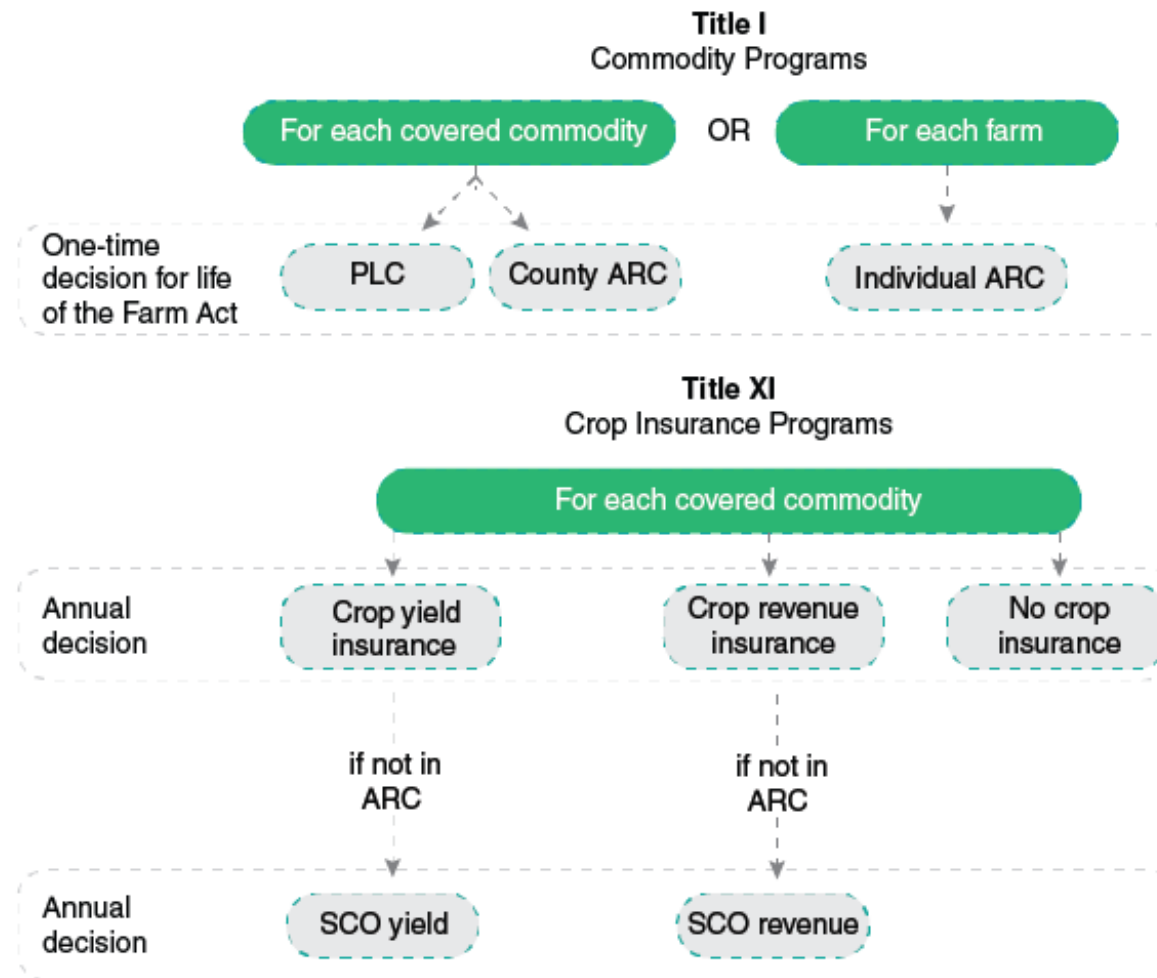 Title I
Commodity Programs
For each covered commodity
OR
For each farm
One-time
decision for life
of the Farm Act
PLC
County ARC
Individual ARC
Title XI
Crop Insurance Programs
For each covered commodity
Annual
decision
Crop yield
insurance
Crop revenue
insurance
No crop
insurance
if not in
ARC
if not in
ARC
Annual
decision
SCO yield
SCO revenue